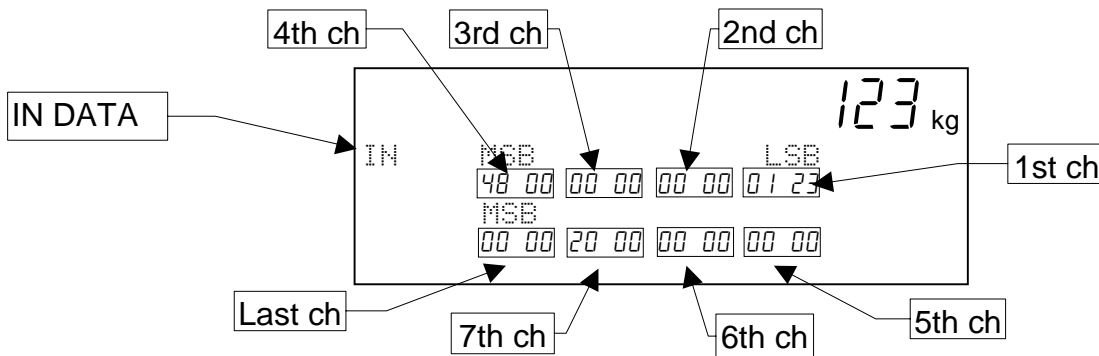 4th ch 3rd ch 2nd ch
123 kg
IN DATA
IN MSB LSB
48 00 00 00 00 00 01 23
1st ch
MSB
00 00 20 00 00 00 00 00
Last ch 7th ch 6th ch 5th ch